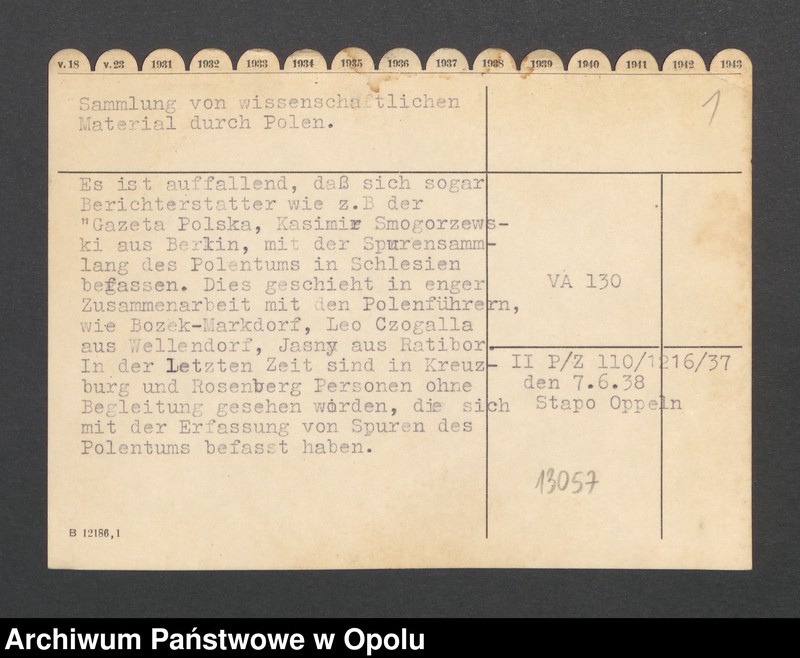 v. 18 v. 23 1931 1932 1933 1934 1935 1936 1937 1938 1939 1940 1941 1942 1943
Sammlung von wissenschaftlichen
Material durch Polen.
1
Es ist auffallend, daß sich sogar
Berichterstatter wie z.B der
"Gazeta Polska, Kasimir Smogorzews-
ki aus Berlin, mit der Spurensamm-
lang des Polentums in Schlesien
befassen. Dies geschieht in enger
Zusammenarbeit mit den Polenführern,
wie Bozek-Markdorf, Leo Czogalla
aus Wellendorf, Jasny aus Ratibor.
In der Letzten Zeit sind in Kreuz-
burg und Rosenberg Personen ohne
Begleitung gesehen worden, die sich
mit der Erfassung von Spuren des
Polentums befasst haben.
VA 130
II P/Z 110/1216/37
den 7.6.38
Stapo Oppeln
13057
B 12186,1
Archiwum Państwowe w Opolu